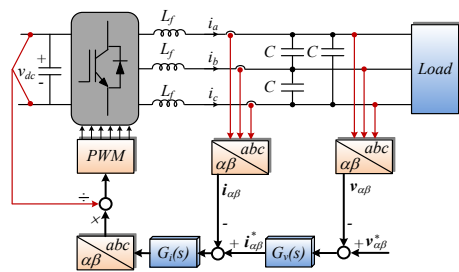 L_f
i_a
L_f
i_b
L_f
i_c
+
v_dc
-
C
C
C
Load
PWM
÷
×
abc
αβ
abc
αβ
i_αβ
v_αβ
-
-
abc
αβ
G_i(s)
+ i*_αβ
G_v(s)
+ v*_αβ